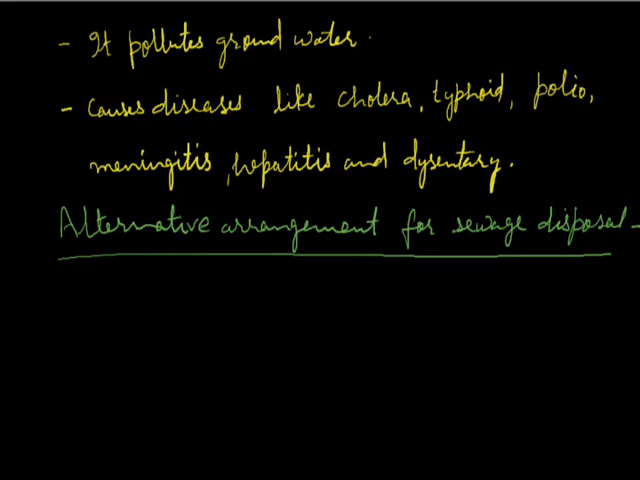 - It pollutes ground water.
- Causes diseases like cholera, typhoid, polio,
meningitis, hepatitis and dysentary.
Alternative arrangement for sewage disposal -